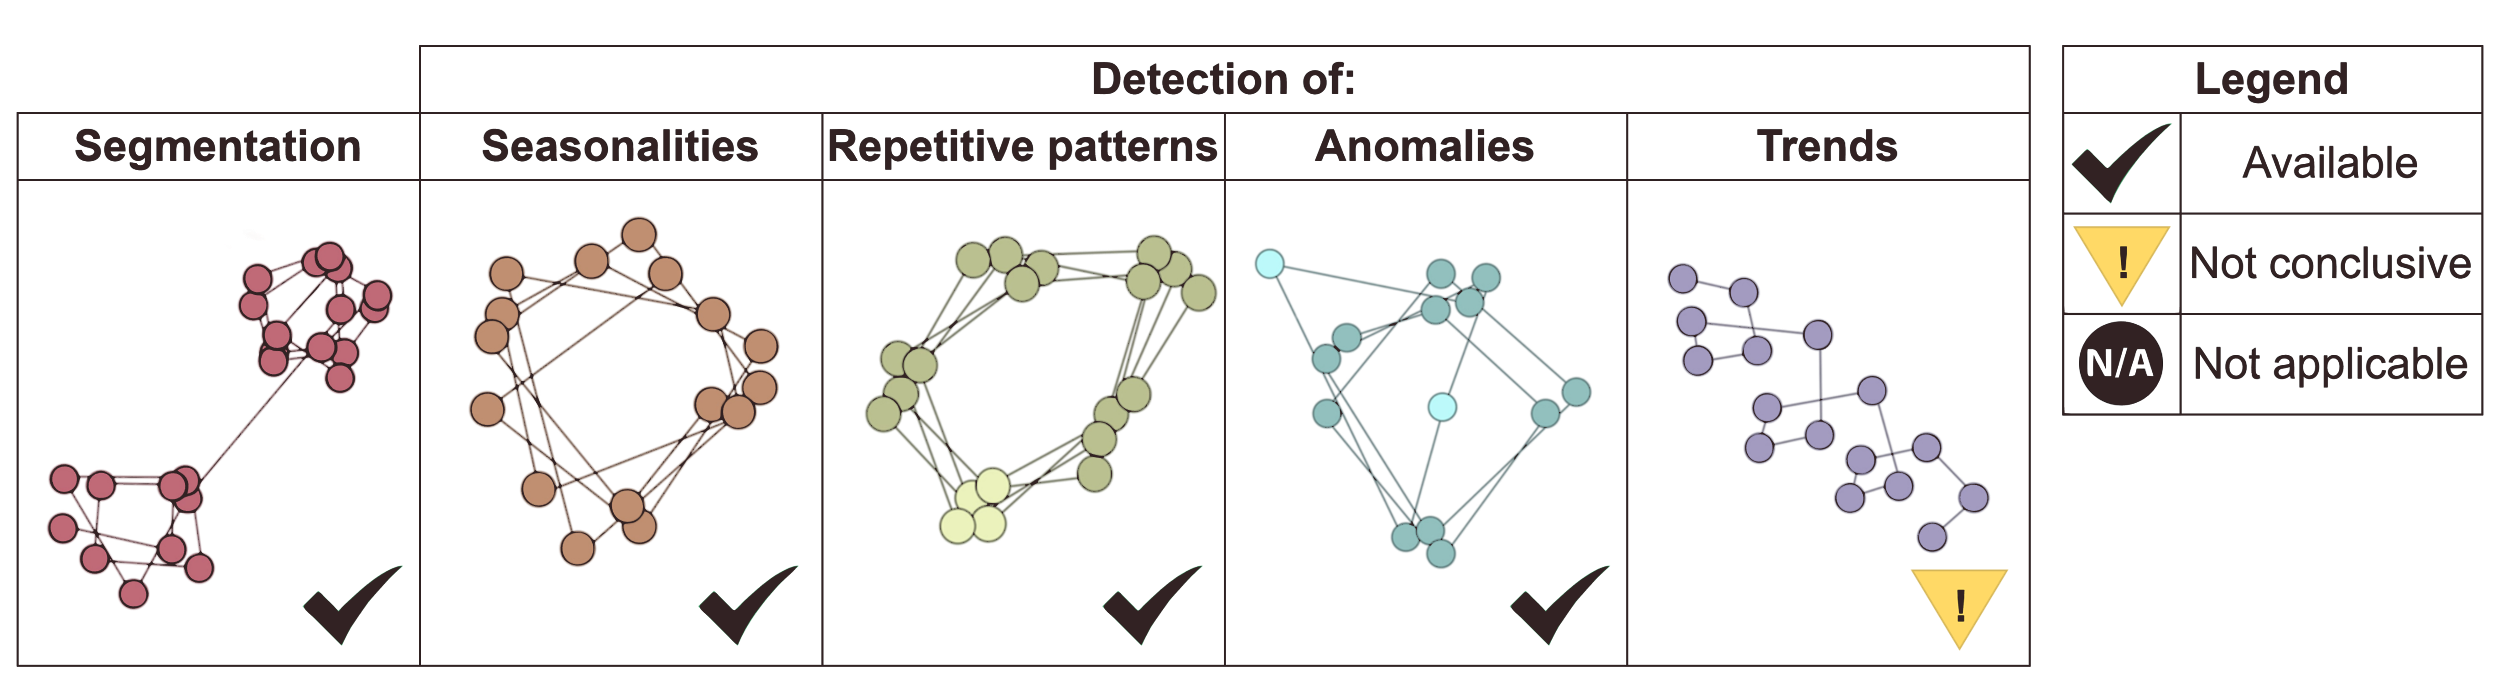 Detection of:
Segmentation
Seasonalities
Repetitive patterns
Anomalies
Trends
!
Legend
Available
!
Not conclusive
N/A
Not applicable